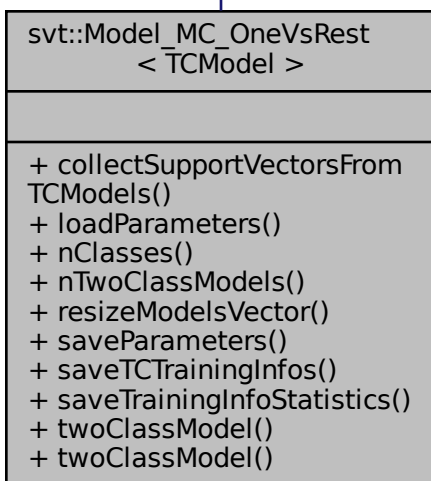 svt::Model_MC_OneVsRest
< TCModel >
+ collectSupportVectorsFrom
TCModels()
+ loadParameters()
+ nClasses()
+ nTwoClassModels()
+ resizeModelsVector()
+ saveParameters()
+ saveTCTrainingInfos()
+ saveTrainingInfoStatistics()
+ twoClassModel()
+ twoClassModel()